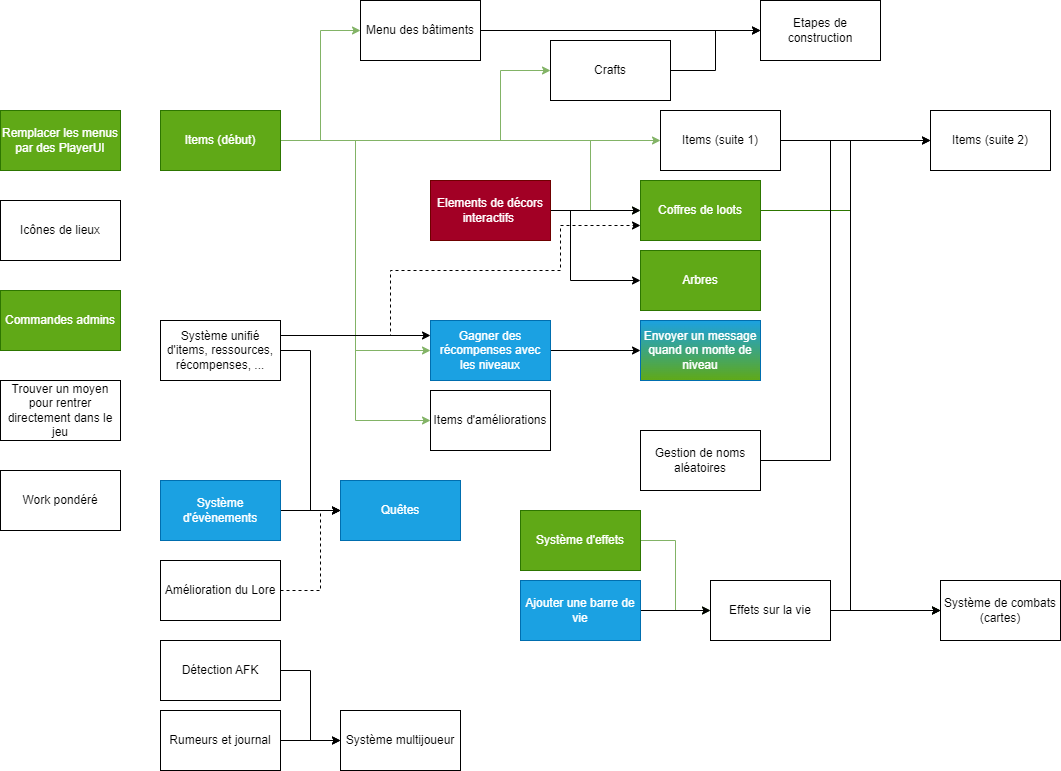 Menu des bâtiments
Etapes de
construction
Crafts
Remplacer les menus
par des PlayerUI
Items (début)
Items (suite 1)
Items (suite 2)
Elements de décors
interactifs
Coffres de loots
Icônes de lieux
Arbres
Commandes admins
Système unifié
d'items, ressources,
récompenses, ...
Gagner des
récompenses avec
les niveaux
Envoyer un message
quand on monte de
niveau
Trouver un moyen
pour rentrer
directement dans le
jeu
Items d'améliorations
Gestion de noms
aléatoires
Work pondéré
Système
d'évènements
Quêtes
Système d'effets
Amélioration du Lore
Ajouter une barre de
vie
Effets sur la vie
Système de combats
(cartes)
Détection AFK
Rumeurs et journal
Système multijoueur